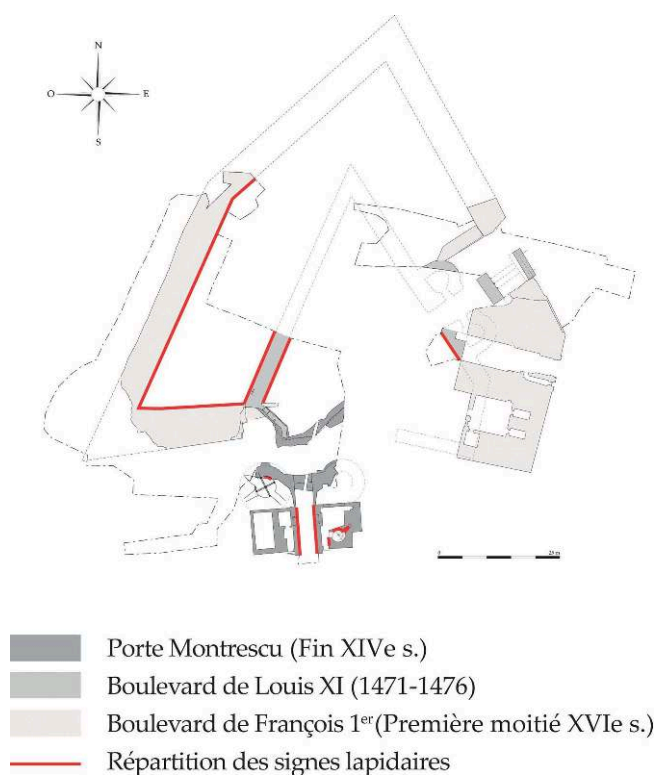 N
O E
S
0 25 m
Porte Montrescu (Fin XIVe s.)
Boulevard de Louis XI (1471-1476)
Boulevard de François 1er (Première moitié XVIe s.)
Répartition des signes lapidaires